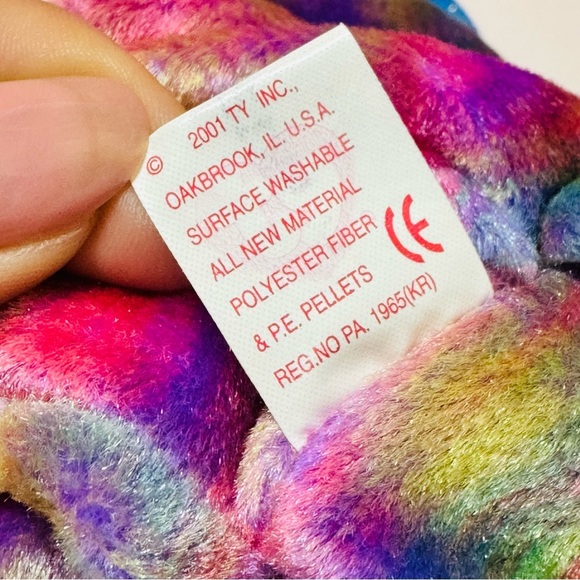 © 2001 TY INC.,
OAKBROOK, IL. U.S.A.
SURFACE WASHABLE
ALL NEW MATERIAL
POLYESTER FIBER
& P.E. PELLETS
REG.NO PA. 1965(KR)
CE